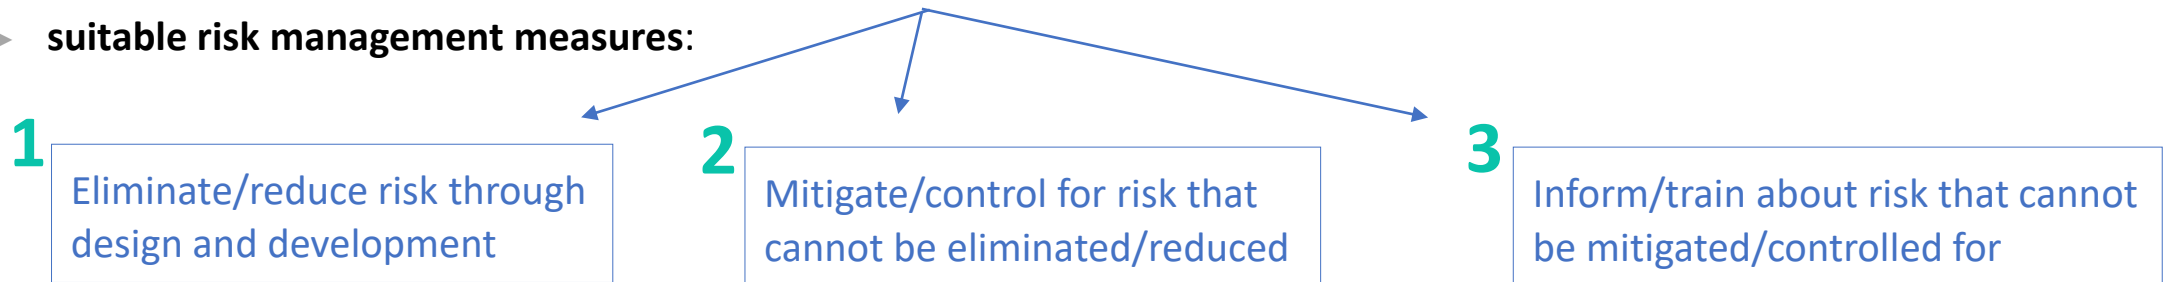 suitable risk management measures:
1
Eliminate/reduce risk through
design and development
2
Mitigate/control for risk that
cannot be eliminated/reduced
3
Inform/train about risk that cannot
be mitigated/controlled for